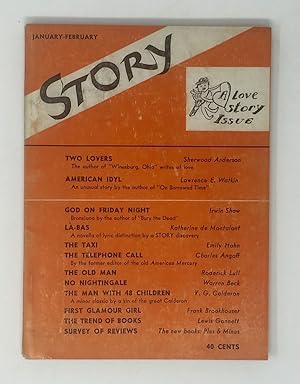 JANUARY-FEBRUARY
STORY
A Love
Story
Issue
TWO LOVERS Sherwood Anderson
The author of "Winesburg, Ohio" writes of love
AMERICAN IDYL Lawrence E. Watkin
An unusual story by the author of "On Borrowed Time"
GOD ON FRIDAY NIGHT Irwin Shaw
Bronxiana by the author of "Bury the Dead"
LA-BAS Katherine de Montalant
A novella of lyric distinction by a STORY discovery
THE TAXI Emily Hahn
THE TELEPHONE CALL Charles Angoff
By the former editor of the old American Mercury
THE OLD MAN Roderick Lull
NO NIGHTINGALE Warren Beck
THE MAN WITH 48 CHILDREN V. G. Calderon
A minor classic by a kin of the great Calderon
FIRST GLAMOUR GIRL Frank Brookhouser
THE TREND OF BOOKS Lewis Gannett
SURVEY OF REVIEWS The new books: Plus & Minus
40 CENTS